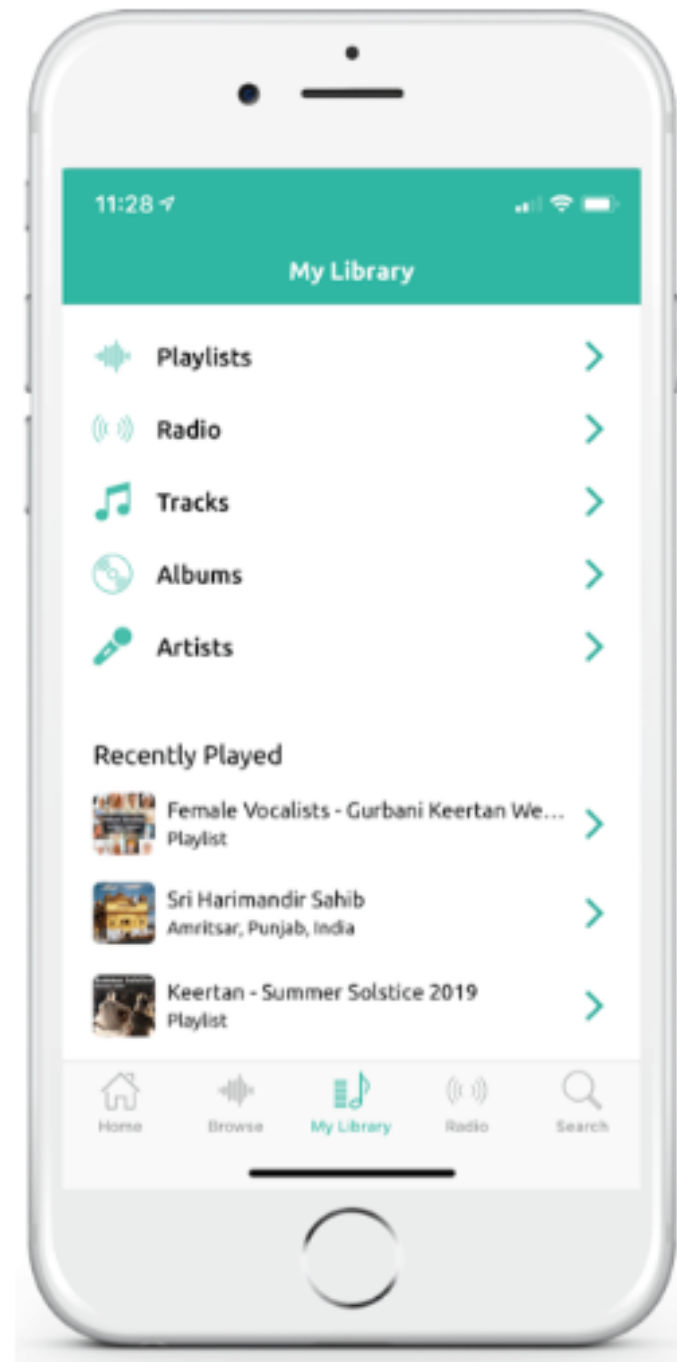 11:28
My Library
Playlists
Radio
Tracks
Albums
Artists
Recently Played
Female Vocalists - Gurbani Keertan We...
Playlist
Sri Harimandir Sahib
Amritsar, Punjab, India
Keertan - Summer Solstice 2019
Playlist
Home Browse My Library Radio Search